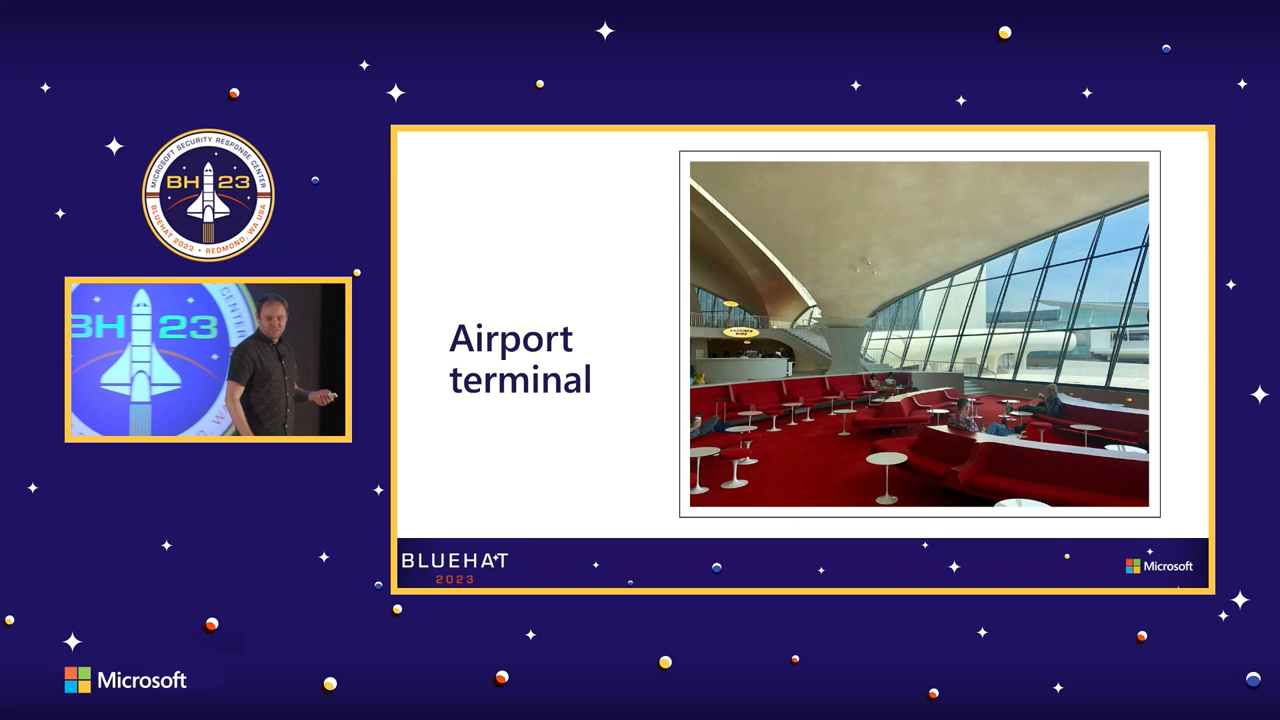 MICROSOFT SECURITY RESPONSE CENTER
BH 23
BLUEHAT 2023 • REDMOND, WA USA
BH 23
CENTER
Airport
terminal
BLUEHAT
2023
Microsoft
Microsoft